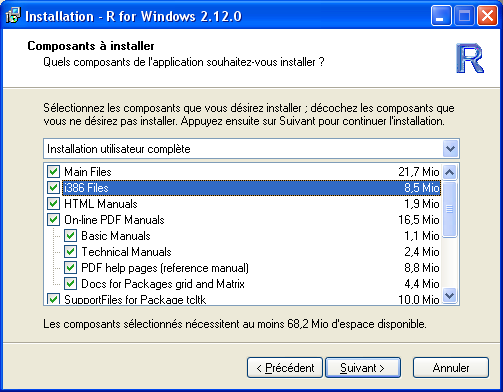 Installation - R for Windows 2.12.0
Composants à installer
Quels composants de l'application souhaitez-vous installer ?
R
Sélectionnez les composants que vous désirez installer ; décochez les composants que
vous ne désirez pas installer. Appuyez ensuite sur Suivant pour continuer l'installation.
Installation utilisateur complète
Main Files 21,7 Mio
i386 Files 8,5 Mio
HTML Manuals 1,9 Mio
On-line PDF Manuals 16,5 Mio
Basic Manuals 1,1 Mio
Technical Manuals 2,4 Mio
PDF help pages (reference manual) 8,8 Mio
Docs for Packages grid and Matrix 4,4 Mio
SupportFiles for Package tcltk 10,0 Mio
Les composants sélectionnés nécessitent au moins 68,2 Mio d'espace disponible.
< Précédent Suivant > Annuler